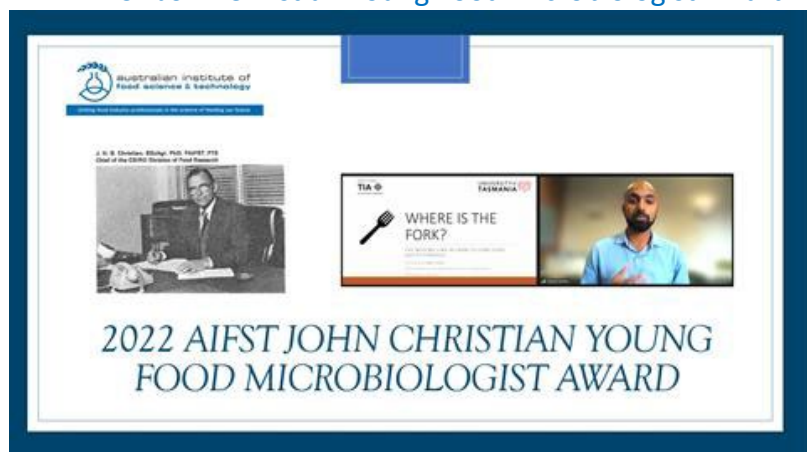 australian institute of
food science & technology
J. H. B. Christian, BScAgr, PhD, FAIFST, FTS
Chief of the CSIRO Division of Food Research
TIA
UNIVERSITY of
TASMANIA
WHERE IS THE
FORK?
2022 AIFST JOHN CHRISTIAN YOUNG
FOOD MICROBIOLOGIST AWARD